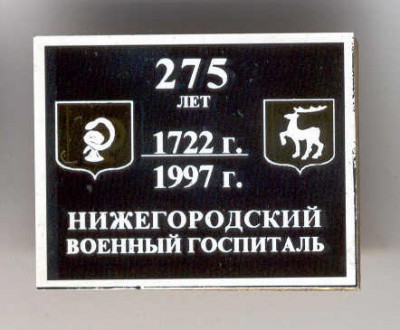 275
ЛЕТ
1722 г.
1997 г.
НИЖЕГОРОДСКИЙ
ВОЕННЫЙ ГОСПИТАЛЬ